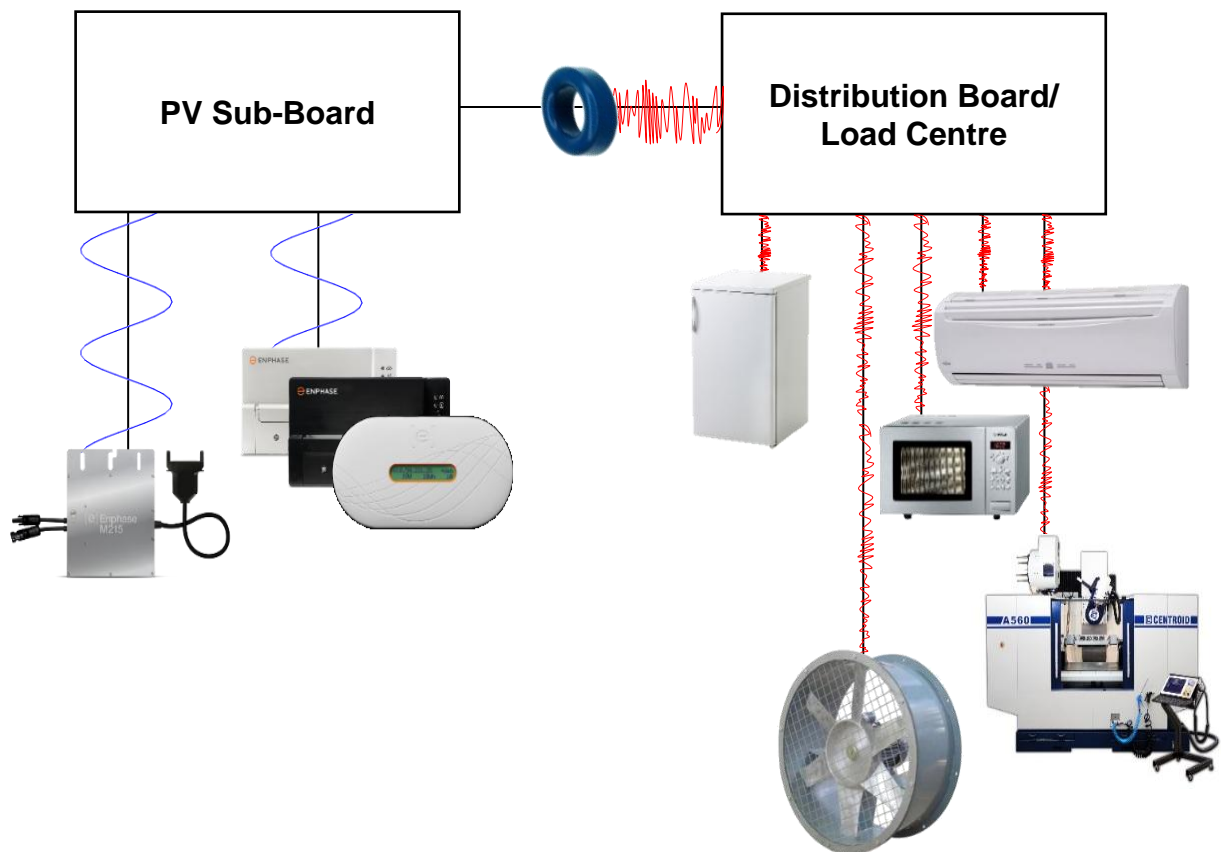 PV Sub-Board
Distribution Board/
Load Centre
ENPHASE
ENPHASE
Enphase
M215
A560
CENTROID